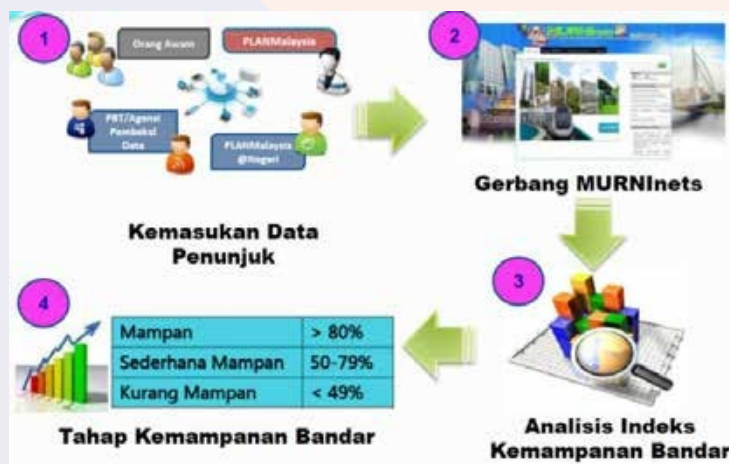 1
Orang Awam
PLANMalaysia
PBT/Agensi
Pembekal
Data
PLANMalaysia
@Negeri
Kemasukan Data
Penunjuk
2
MURNInets
Gerbang MURNInets
3
Analisis Indeks
Kemampanan Bandar
4
Mampan > 80%
Sederhana Mampan 50-79%
Kurang Mampan < 49%
Tahap Kemampanan Bandar